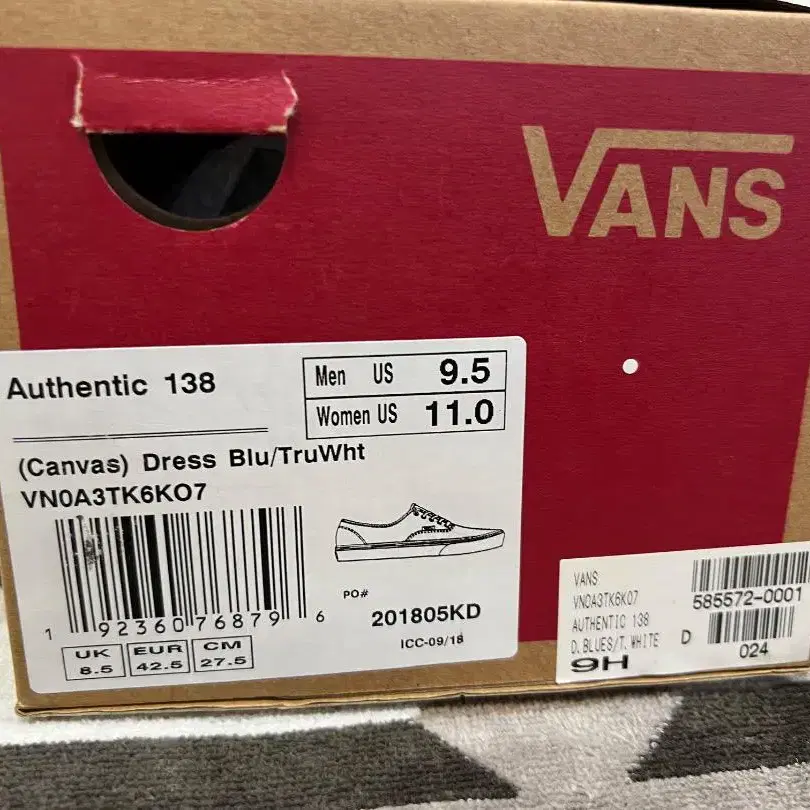 VANS
Authentic 138
Men US 9.5
Women US 11.0
(Canvas) Dress Blu/TruWht
VN0A3TK6KO7
1 92360 76879 6
PO#
201805KD
ICC-09/18
UK
8.5
EUR
42.5
CM
27.5
VANS
VN0A3TK6K07
AUTHENTIC 138
D.BLUES/T.WHITE
9H
585572-0001
D
024